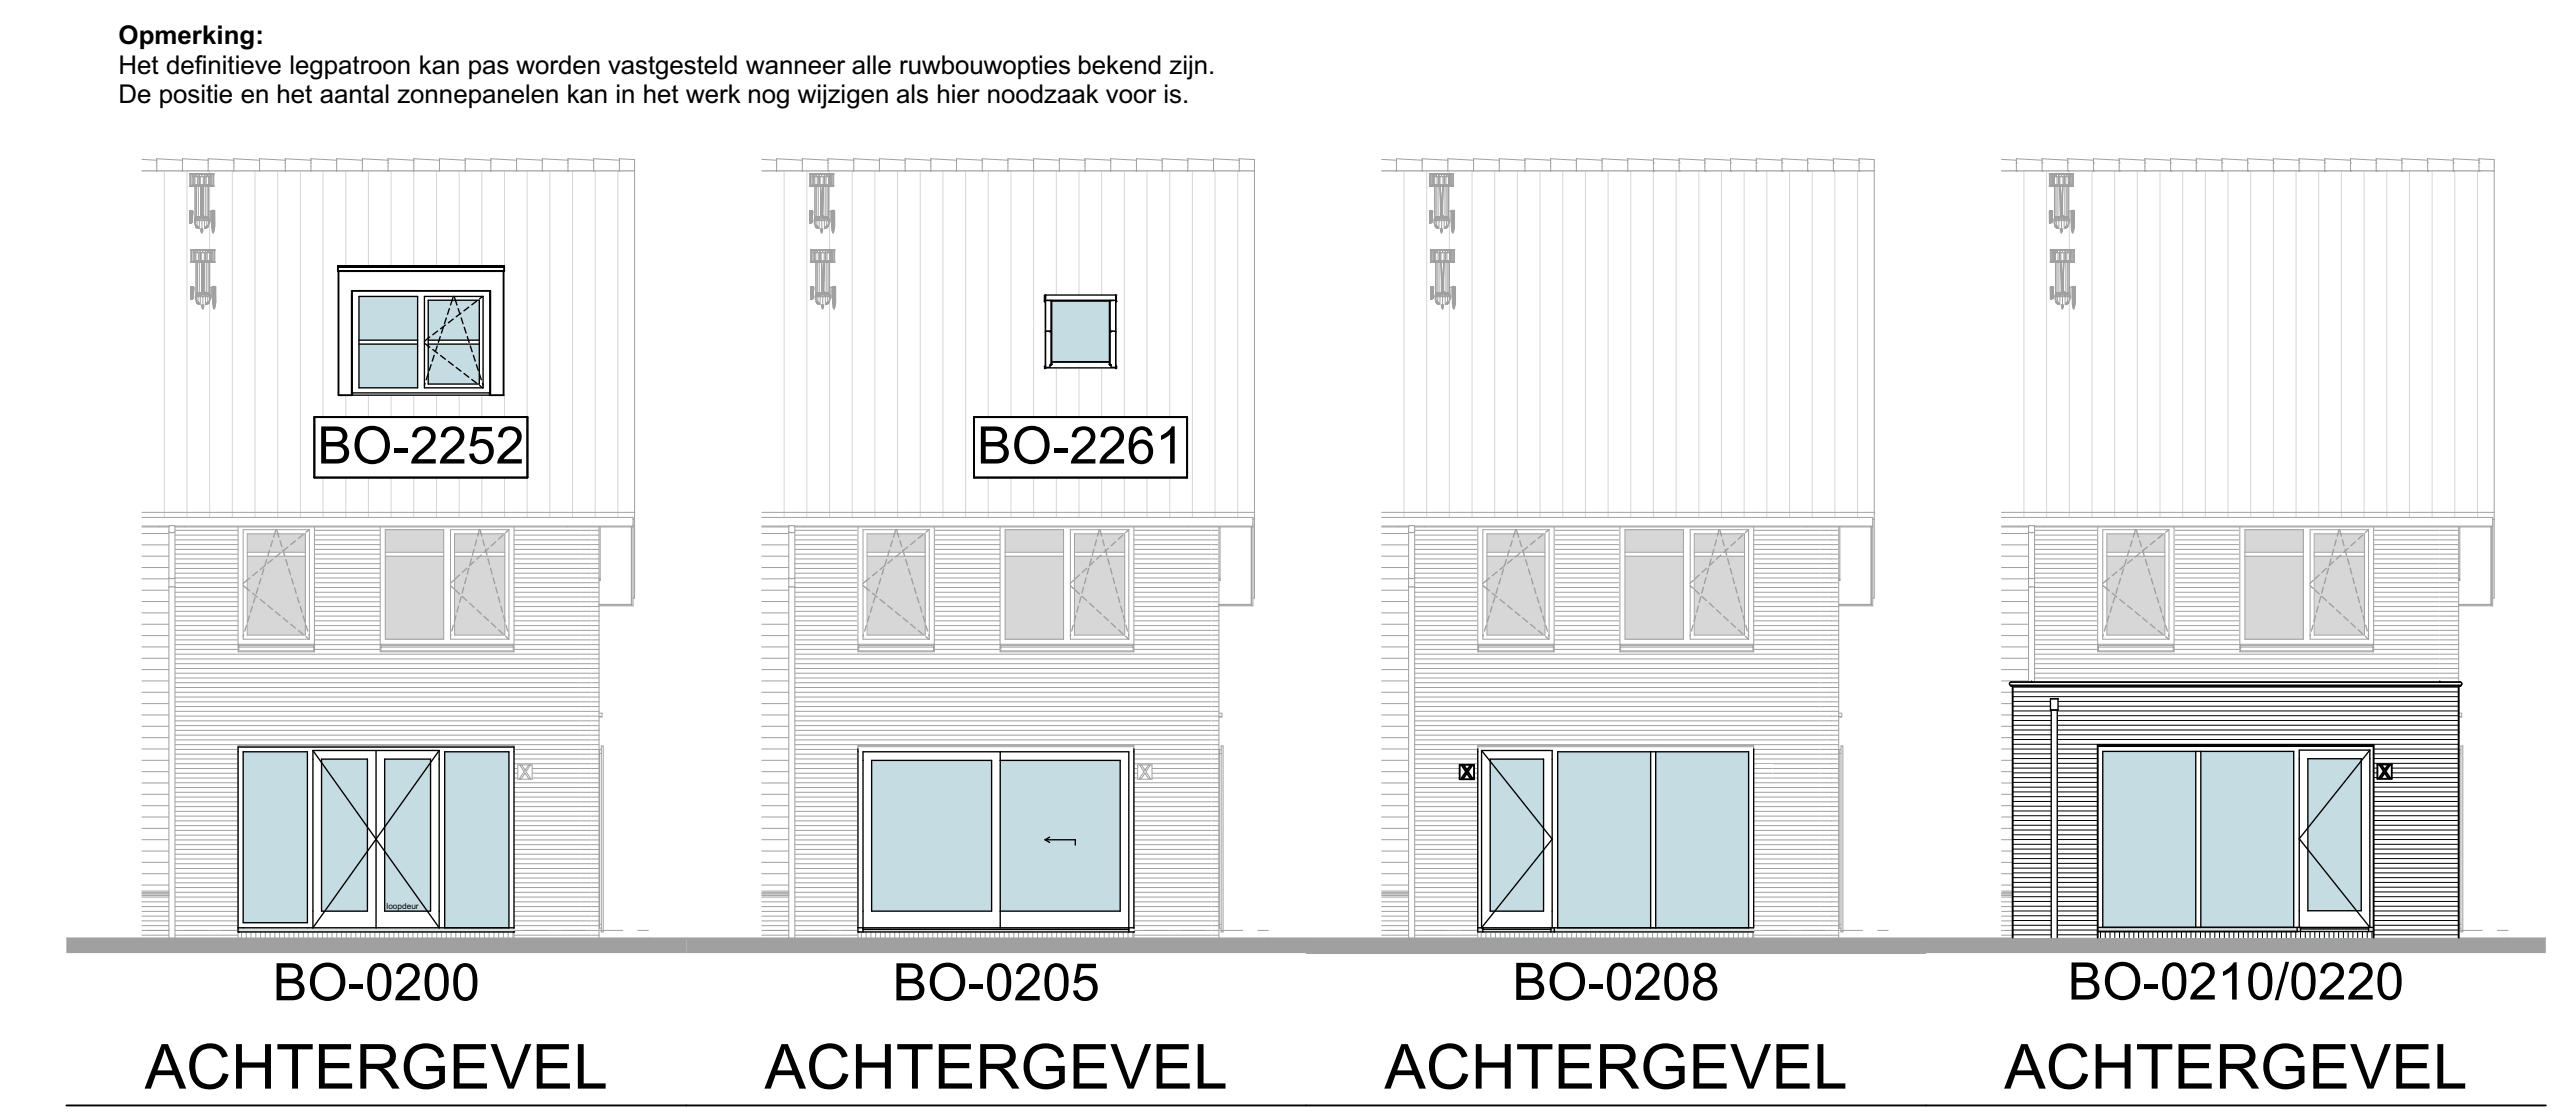 Opmerking:
Het definitieve legpatroon kan pas worden vastgesteld wanneer alle ruwbouwopties bekend zijn.
De positie en het aantal zonnepanelen kan in het werk nog wijzigen als hier noodzaak voor is.
BO-2252
BO-2261
loopdeur
BO-0200
BO-0205
BO-0208
BO-0210/0220
ACHTERGEVEL
ACHTERGEVEL
ACHTERGEVEL
ACHTERGEVEL